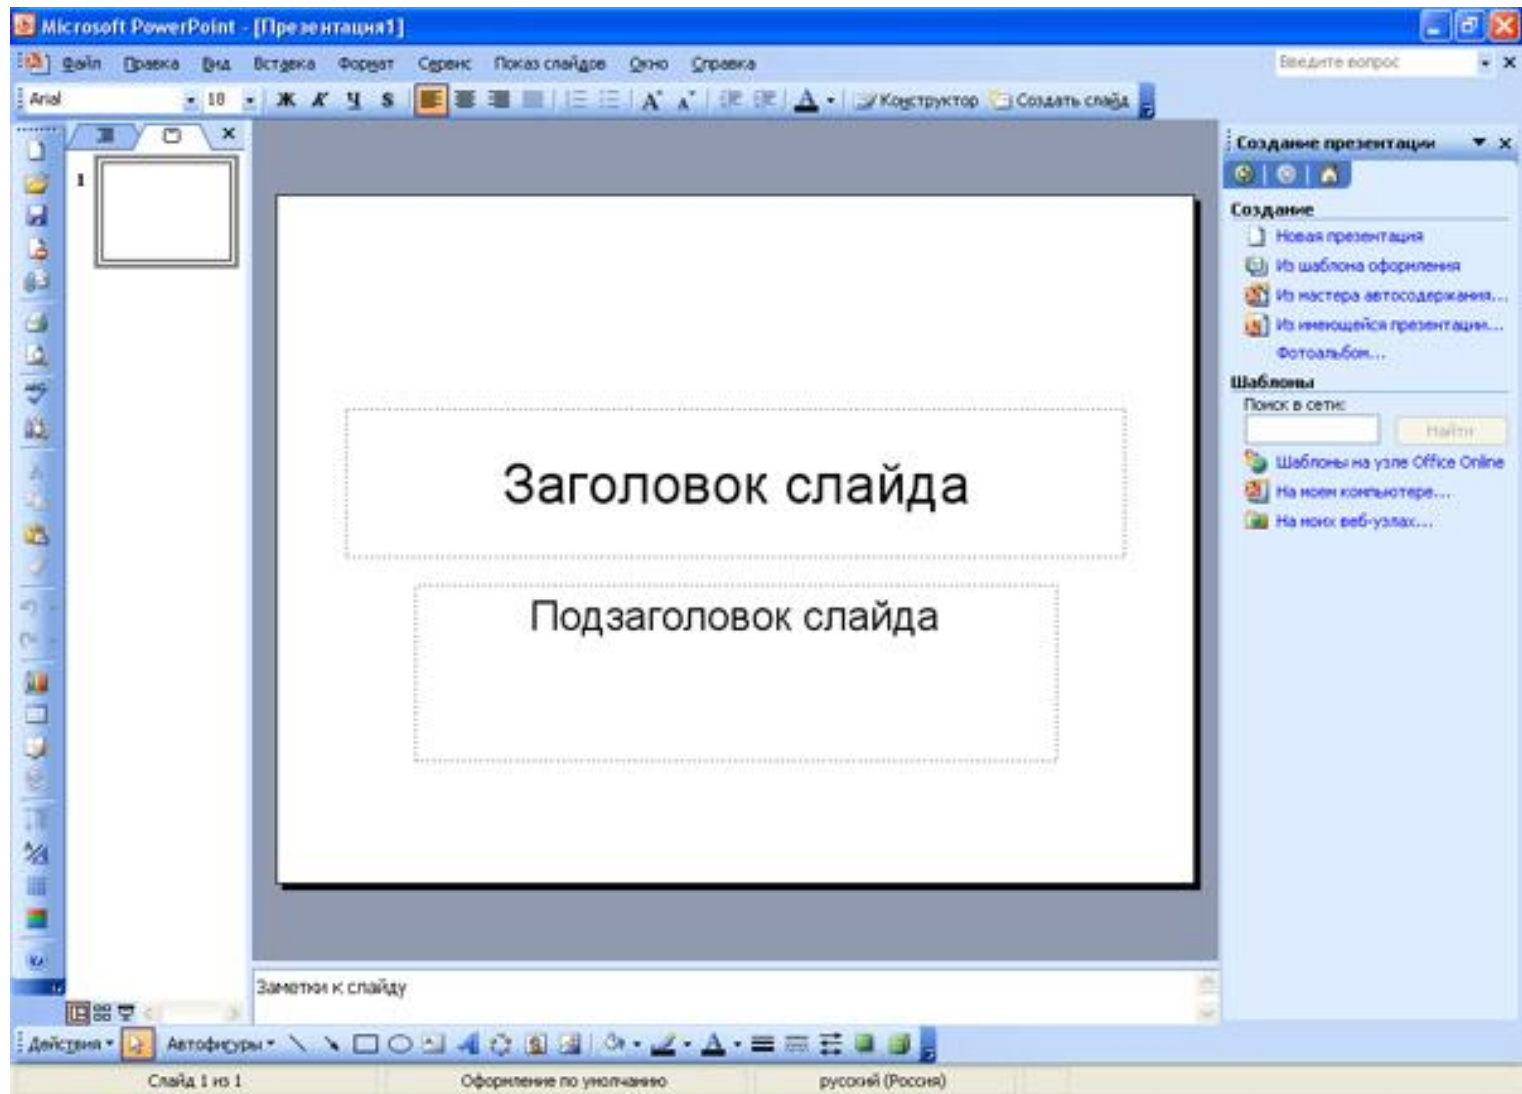 Microsoft PowerPoint - [Презентация1]
Файл Правка Вид Вставка Формат Сервис Показ слайдов Окно Справка
Введите вопрос
Arial 18 Ж К Ч S Конструктор Создать слайд
Создание презентации
1
Создание
Новая презентация
Из шаблона оформления
Из мастера автосодержания...
Из имеющейся презентации...
Фотоальбом...
Шаблоны
Поиск в сети:
Найти
Шаблоны на узле Office Online
На моем компьютере...
На моих веб-узлах...
Заголовок слайда
Подзаголовок слайда
Заметки к слайду
Действия Автофигуры
Слайд 1 из 1 Оформление по умолчанию русский (Россия)